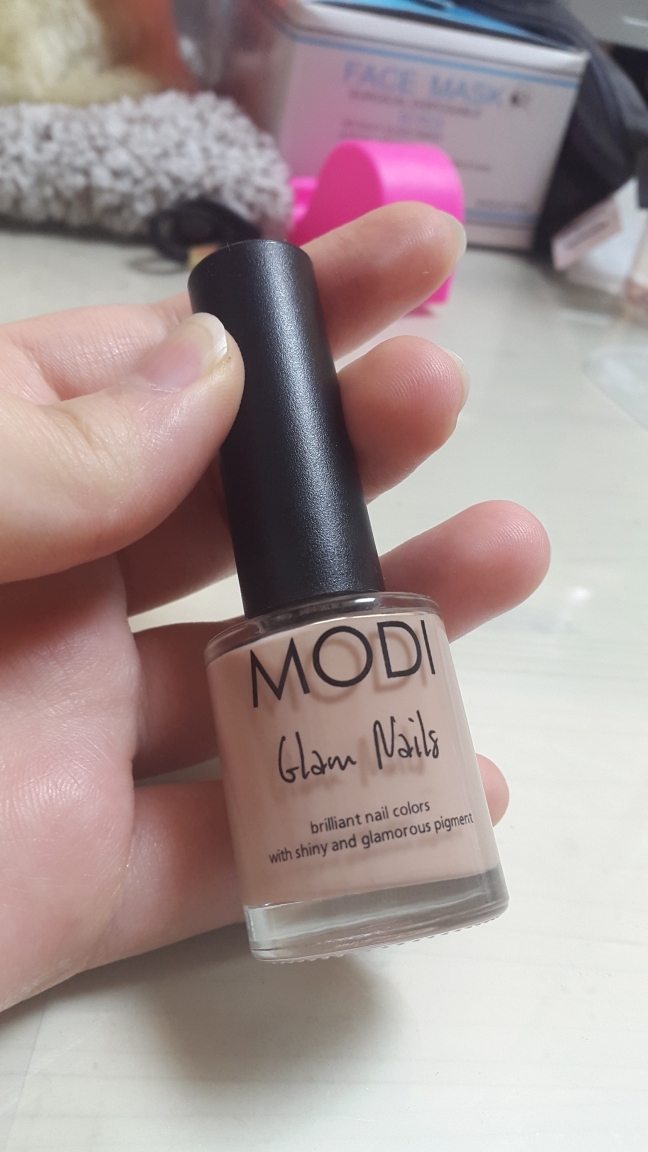 FACE MASK
MODI
Glam Nails
brilliant nail colors
with shiny and glamorous pigment